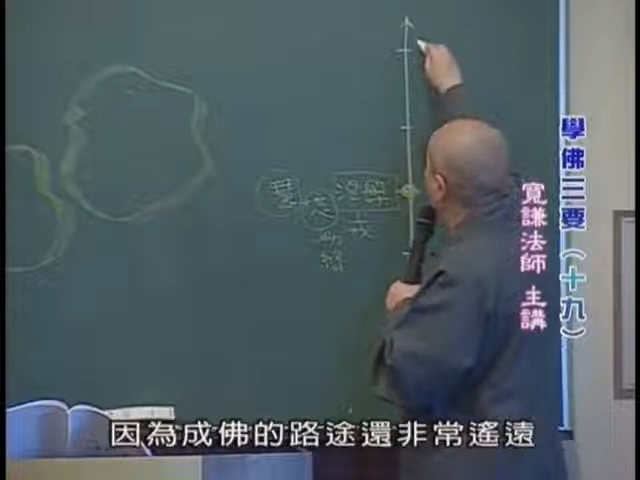 學佛三要（十九）
寬謙法師 主講
戒
因為成佛的路途還非常遙遠